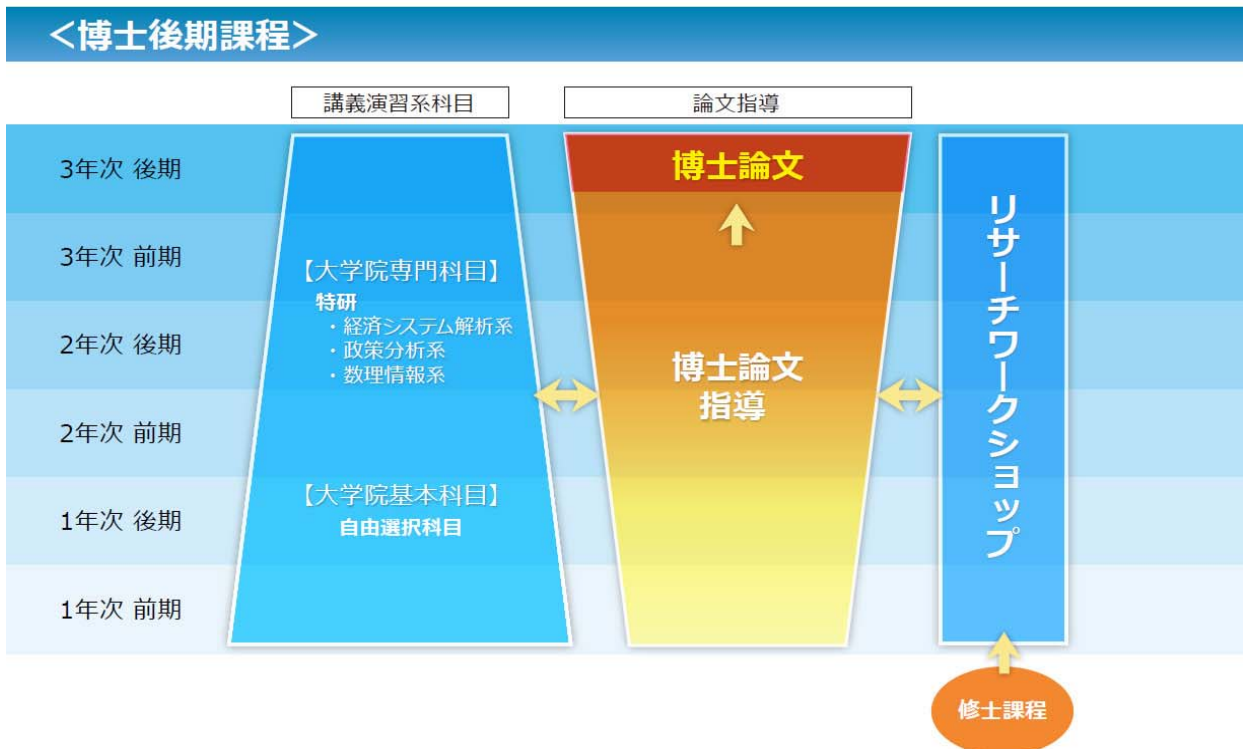 ＜博士後期課程＞
講義演習系科目
論文指導
3年次 後期
3年次 前期
2年次 後期
2年次 前期
1年次 後期
1年次 前期
【大学院専門科目】
特研
・経済システム解析系
・政策分析系
・数理情報系
【大学院基本科目】
自由選択科目
博士論文
博士論文
指導
リサーチワークショップ
修士課程